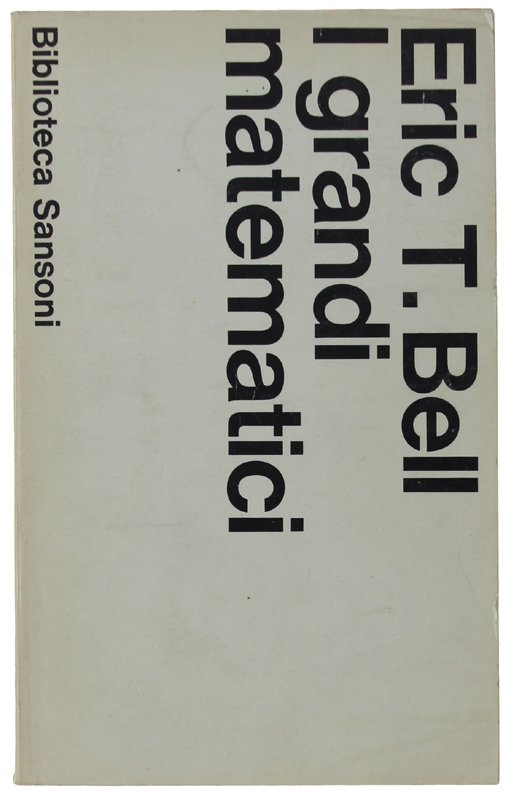 Eric T. Bell
I grandi
matematici
Biblioteca Sansoni